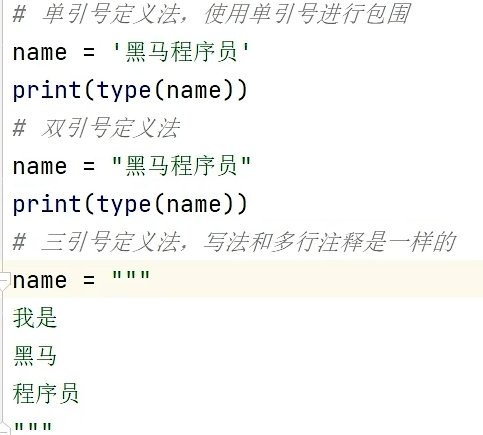 # 单引号定义法，使用单引号进行包围
name = '黑马程序员'
print(type(name))
# 双引号定义法
name = "黑马程序员"
print(type(name))
# 三引号定义法，写法和多行注释是一样的
name = """
我是
黑马
程序员
"""